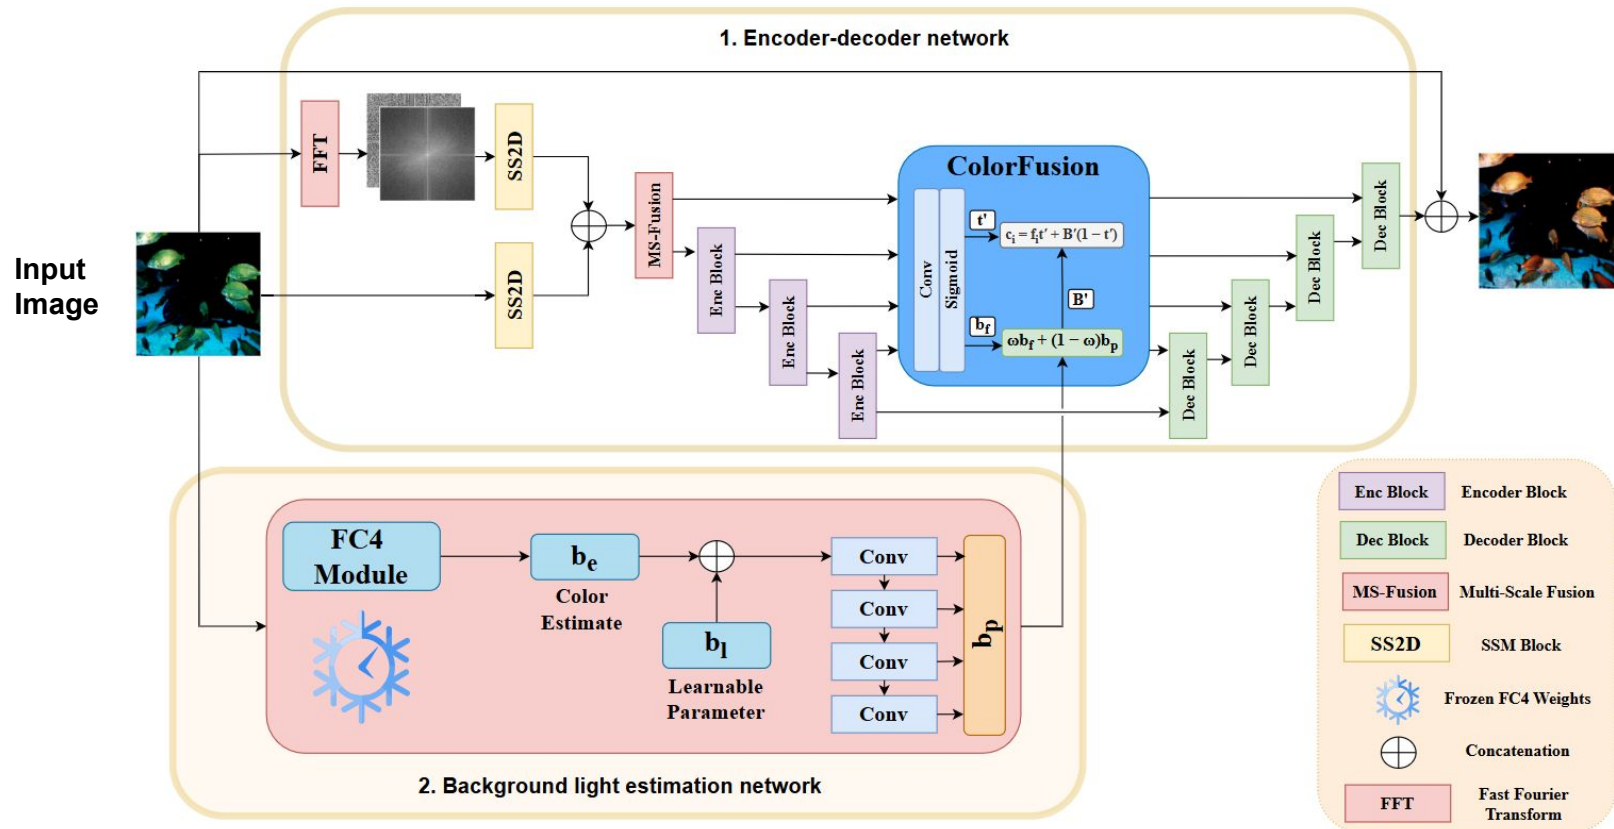 1. Encoder-decoder network
Input
Image
FFT
SS2D
SS2D
MS-Fusion
Enc Block
Enc Block
Enc Block
ColorFusion
Conv
Sigmoid
t'
cᵢ = fᵢt' + B'(1 − t')
B'
b_f
ωb_f + (1 − ω)b_p
Dec Block
Dec Block
Dec Block
Dec Block
FC4
Module
b_e
Color
Estimate
b_l
Learnable
Parameter
Conv
Conv
Conv
Conv
b_p
2. Background light estimation network
Enc Block Encoder Block
Dec Block Decoder Block
MS-Fusion Multi-Scale Fusion
SS2D SSM Block
Frozen FC4 Weights
Concatenation
FFT Fast Fourier
Transform